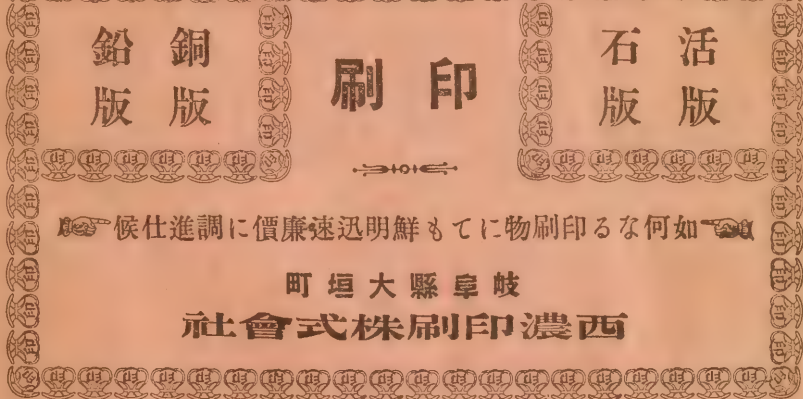 活版
石版
印刷
銅版
鉛版
如何なる印刷物にても鮮明迅速廉價に調進仕候
岐阜縣大垣町
西濃印刷株式會社